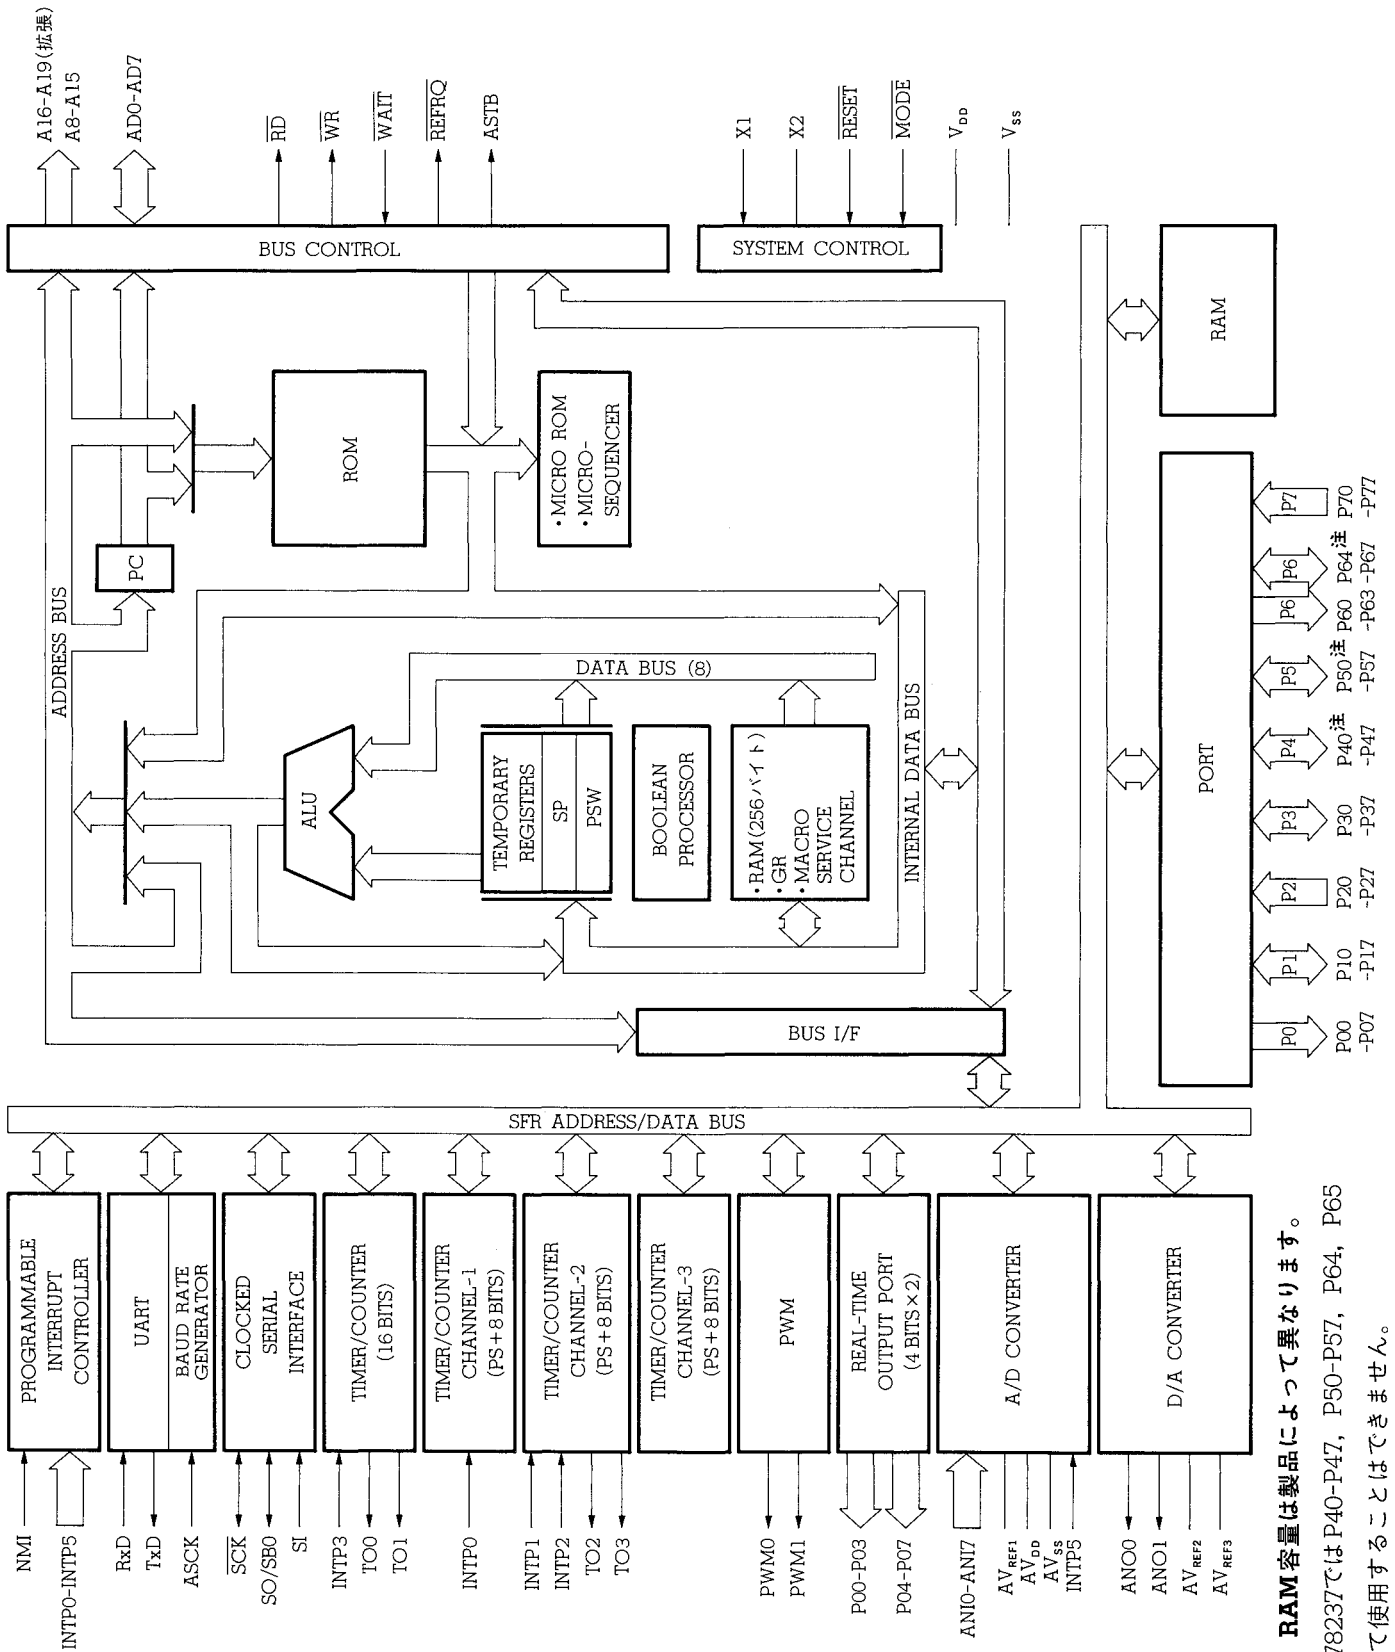 NMI
INTP0-INTP5
PROGRAMMABLE
INTERRUPT
CONTROLLER
RxD
TxD
ASCK
UART
BAUD RATE
GENERATOR
SCK
SO/SB0
SI
CLOCKED
SERIAL
INTERFACE
INTP3
TO0
TO1
TIMER/COUNTER
(16 BITS)
INTP0
TIMER/COUNTER
CHANNEL-1
(PS+8 BITS)
INTP1
INTP2
TO2
TO3
TIMER/COUNTER
CHANNEL-2
(PS+8 BITS)
TIMER/COUNTER
CHANNEL-3
(PS+8 BITS)
PWM0
PWM1
PWM
P00-P03
P04-P07
REAL-TIME
OUTPUT PORT
(4 BITS×2)
ANI0-ANI7
AVREF1
AVDD
AVSS
INTP5
A/D CONVERTER
ANO0
ANO1
AVREF2
AVREF3
D/A CONVERTER
SFR ADDRESS/DATA BUS
BUS I/F
ADDRESS BUS
PC
ALU
DATA BUS (8)
TEMPORARY
REGISTERS
SP
PSW
BOOLEAN
PROCESSOR
・RAM(256バイト)
・GR
・MACRO
SERVICE
CHANNEL
INTERNAL DATA BUS
ROM
・MICRO ROM
・MICRO-
SEQUENCER
BUS CONTROL
A16-A19(拡張)
A8-A15
AD0-AD7
RD
WR
WAIT
REFRQ
ASTB
SYSTEM CONTROL
X1
X2
RESET
MODE
VDD
VSS
RAM
PORT
P0
P1
P2
P3
P4
P5
P6
P6
P7
P00
-P07
P10
-P17
P20
-P27
P30
-P37
P40注
-P47
P50注
-P57
P60
-P63
P64注
-P67
P70
-P77
RAM容量は製品によって異なります。
78237ではP40-P47, P50-P57, P64, P65
て使用することはできません。